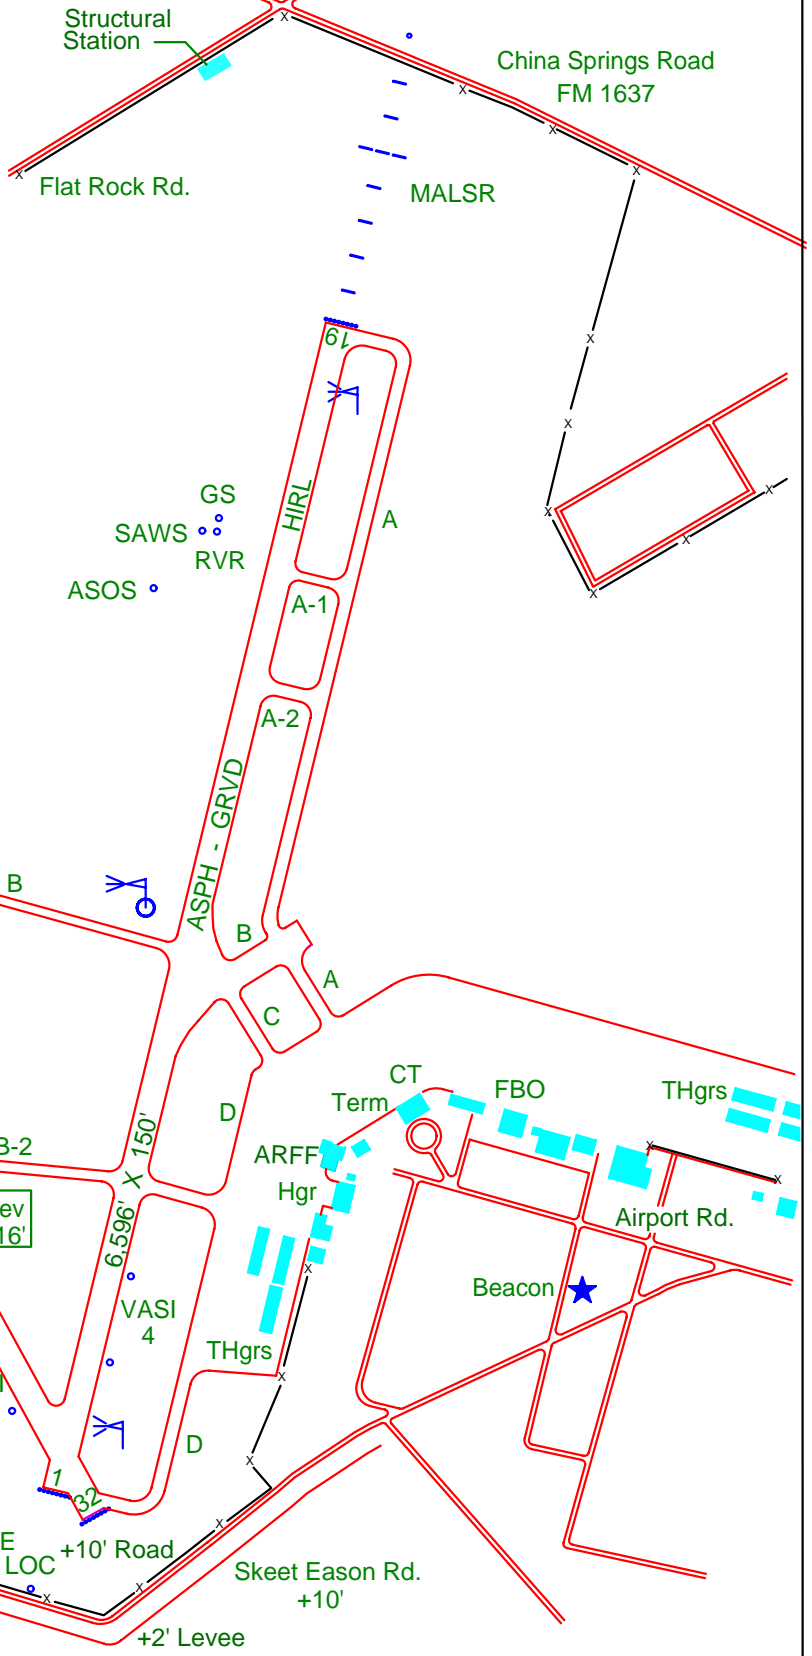 Structural
Station
China Springs Road
FM 1637
Flat Rock Rd.
MALSR
19
HIRL
A
GS
SAWS
RVR
ASOS
A-1
A-2
ASPH - GRVD
B
B
A
C
CT
FBO
THgrs
Term
D
ARFF
Hgr
B-2
6,596' X 150'
ev
16'
Airport Rd.
Beacon
VASI
4
THgrs
D
1
32
E
LOC
+10' Road
Skeet Eason Rd.
+10'
+2' Levee